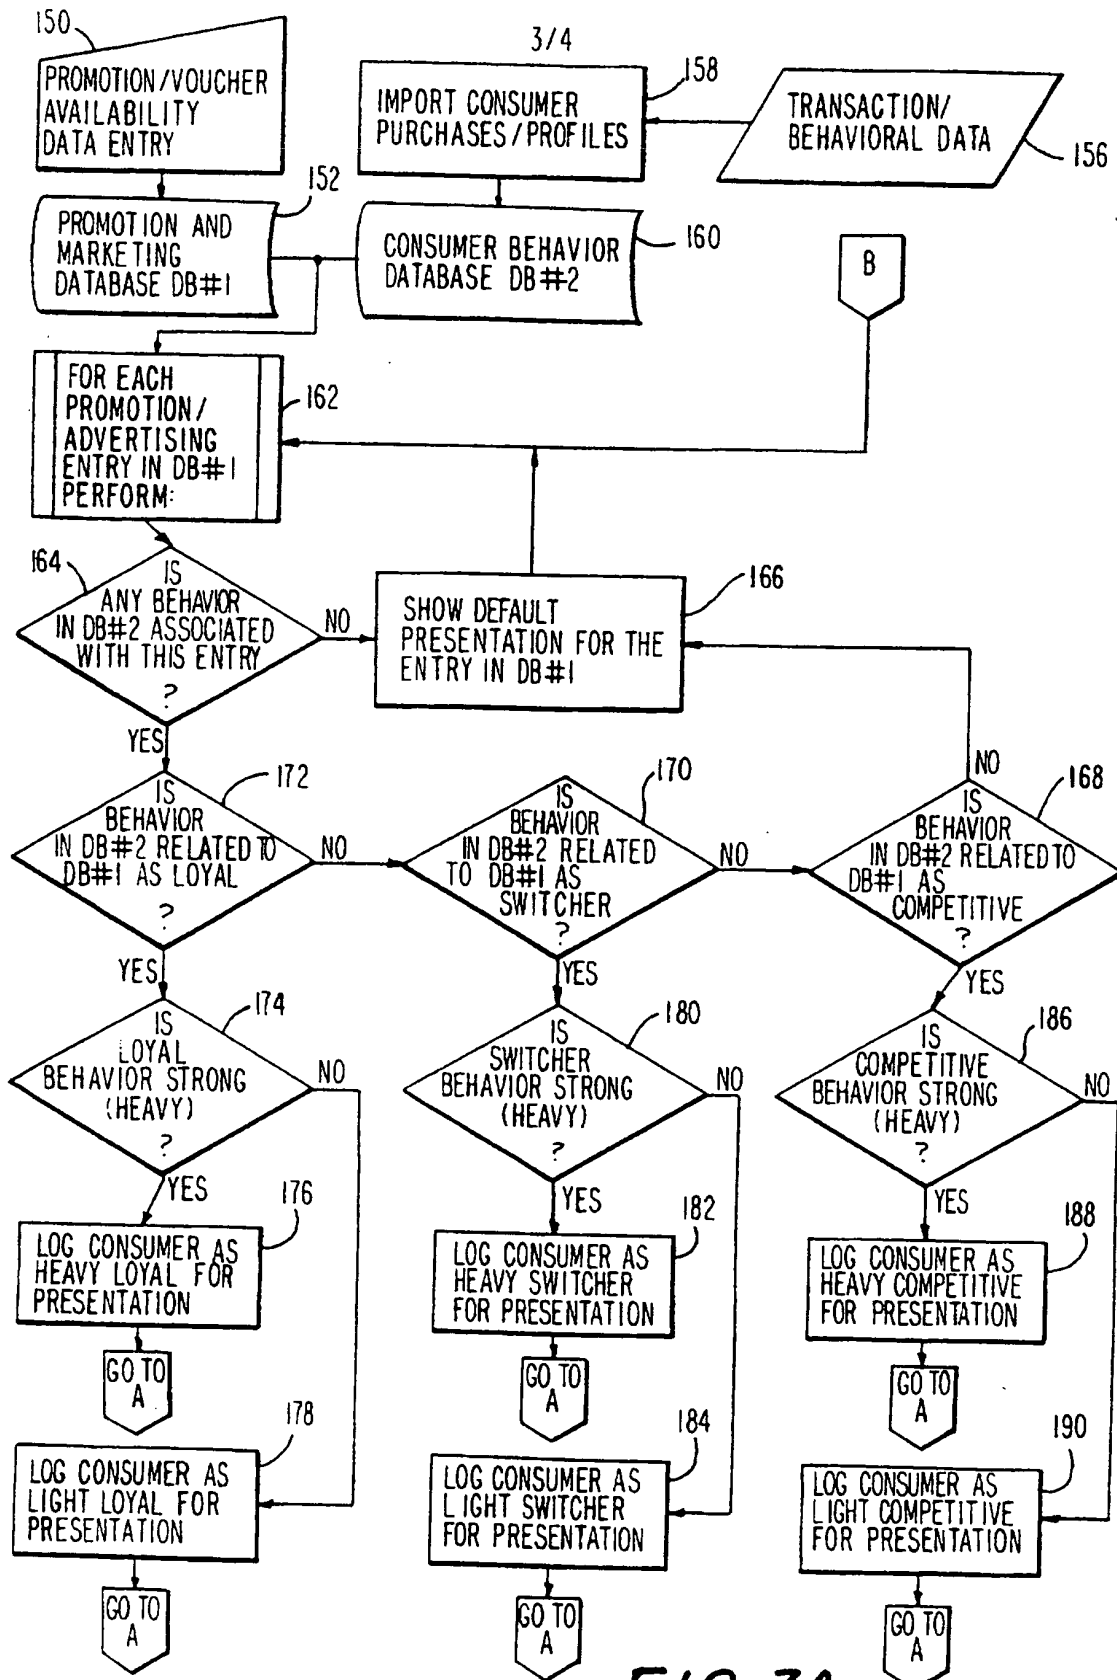 150
3/4
PROMOTION/VOUCHER
AVAILABILITY
DATA ENTRY
IMPORT CONSUMER
PURCHASES/PROFILES
158
TRANSACTION/
BEHAVIORAL DATA
156
152
PROMOTION AND
MARKETING
DATABASE DB#1
CONSUMER BEHAVIOR
DATABASE DB#2
160
B
FOR EACH
PROMOTION/
ADVERTISING
ENTRY IN DB#1
PERFORM:
162
164
IS
ANY BEHAVIOR
IN DB#2 ASSOCIATED
WITH THIS ENTRY
?
NO
SHOW DEFAULT
PRESENTATION FOR THE
ENTRY IN DB#1
166
YES
NO
172
IS
BEHAVIOR
IN DB#2 RELATED TO
DB#1 AS LOYAL
?
NO
170
IS
BEHAVIOR
IN DB#2 RELATED
TO DB#1 AS
SWITCHER
?
NO
168
IS
BEHAVIOR
IN DB#2 RELATED TO
DB#1 AS
COMPETITIVE
?
YES
YES
YES
174
IS
LOYAL
BEHAVIOR STRONG
(HEAVY)
?
NO
180
IS
SWITCHER
BEHAVIOR STRONG
(HEAVY)
?
NO
186
IS
COMPETITIVE
BEHAVIOR STRONG
(HEAVY)
?
NO
YES
YES
YES
176
LOG CONSUMER AS
HEAVY LOYAL FOR
PRESENTATION
182
LOG CONSUMER AS
HEAVY SWITCHER
FOR PRESENTATION
188
LOG CONSUMER AS
HEAVY COMPETITIVE
FOR PRESENTATION
GO TO
A
GO TO
A
GO TO
A
178
LOG CONSUMER AS
LIGHT LOYAL FOR
PRESENTATION
184
LOG CONSUMER AS
LIGHT SWITCHER
FOR PRESENTATION
190
LOG CONSUMER AS
LIGHT COMPETITIVE
FOR PRESENTATION
GO TO
A
GO TO
A
GO TO
A